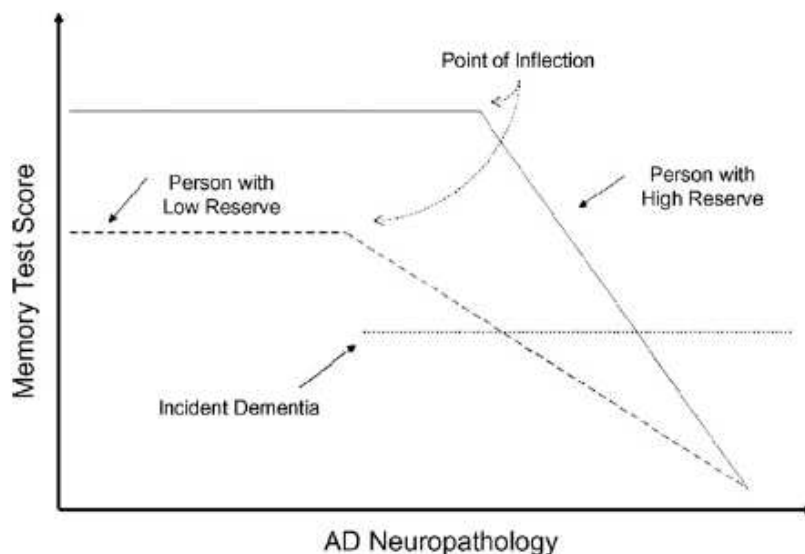 Point of Inflection
Person with
Low Reserve
Person with
High Reserve
Incident Dementia
Memory Test Score
AD Neuropathology